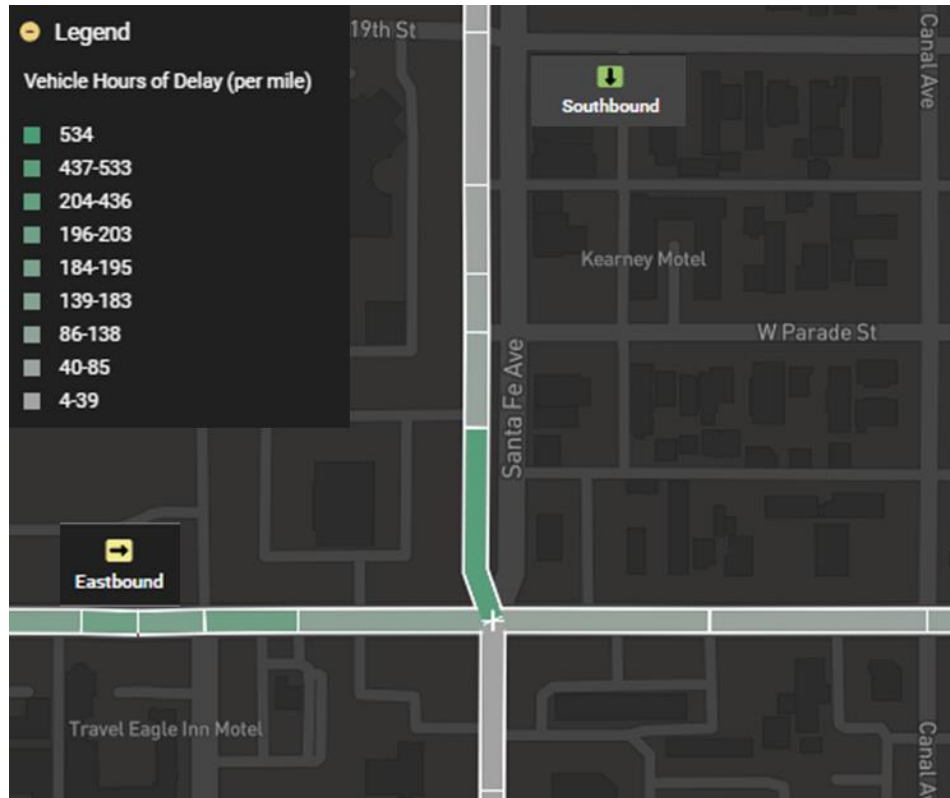 Legend
Vehicle Hours of Delay (per mile)
534
437-533
204-436
196-203
184-195
139-183
86-138
40-85
4-39
19th St
Southbound
Canal Ave
Kearney Motel
W Parade St
Santa Fe Ave
Eastbound
Travel Eagle Inn Motel
Canal Av